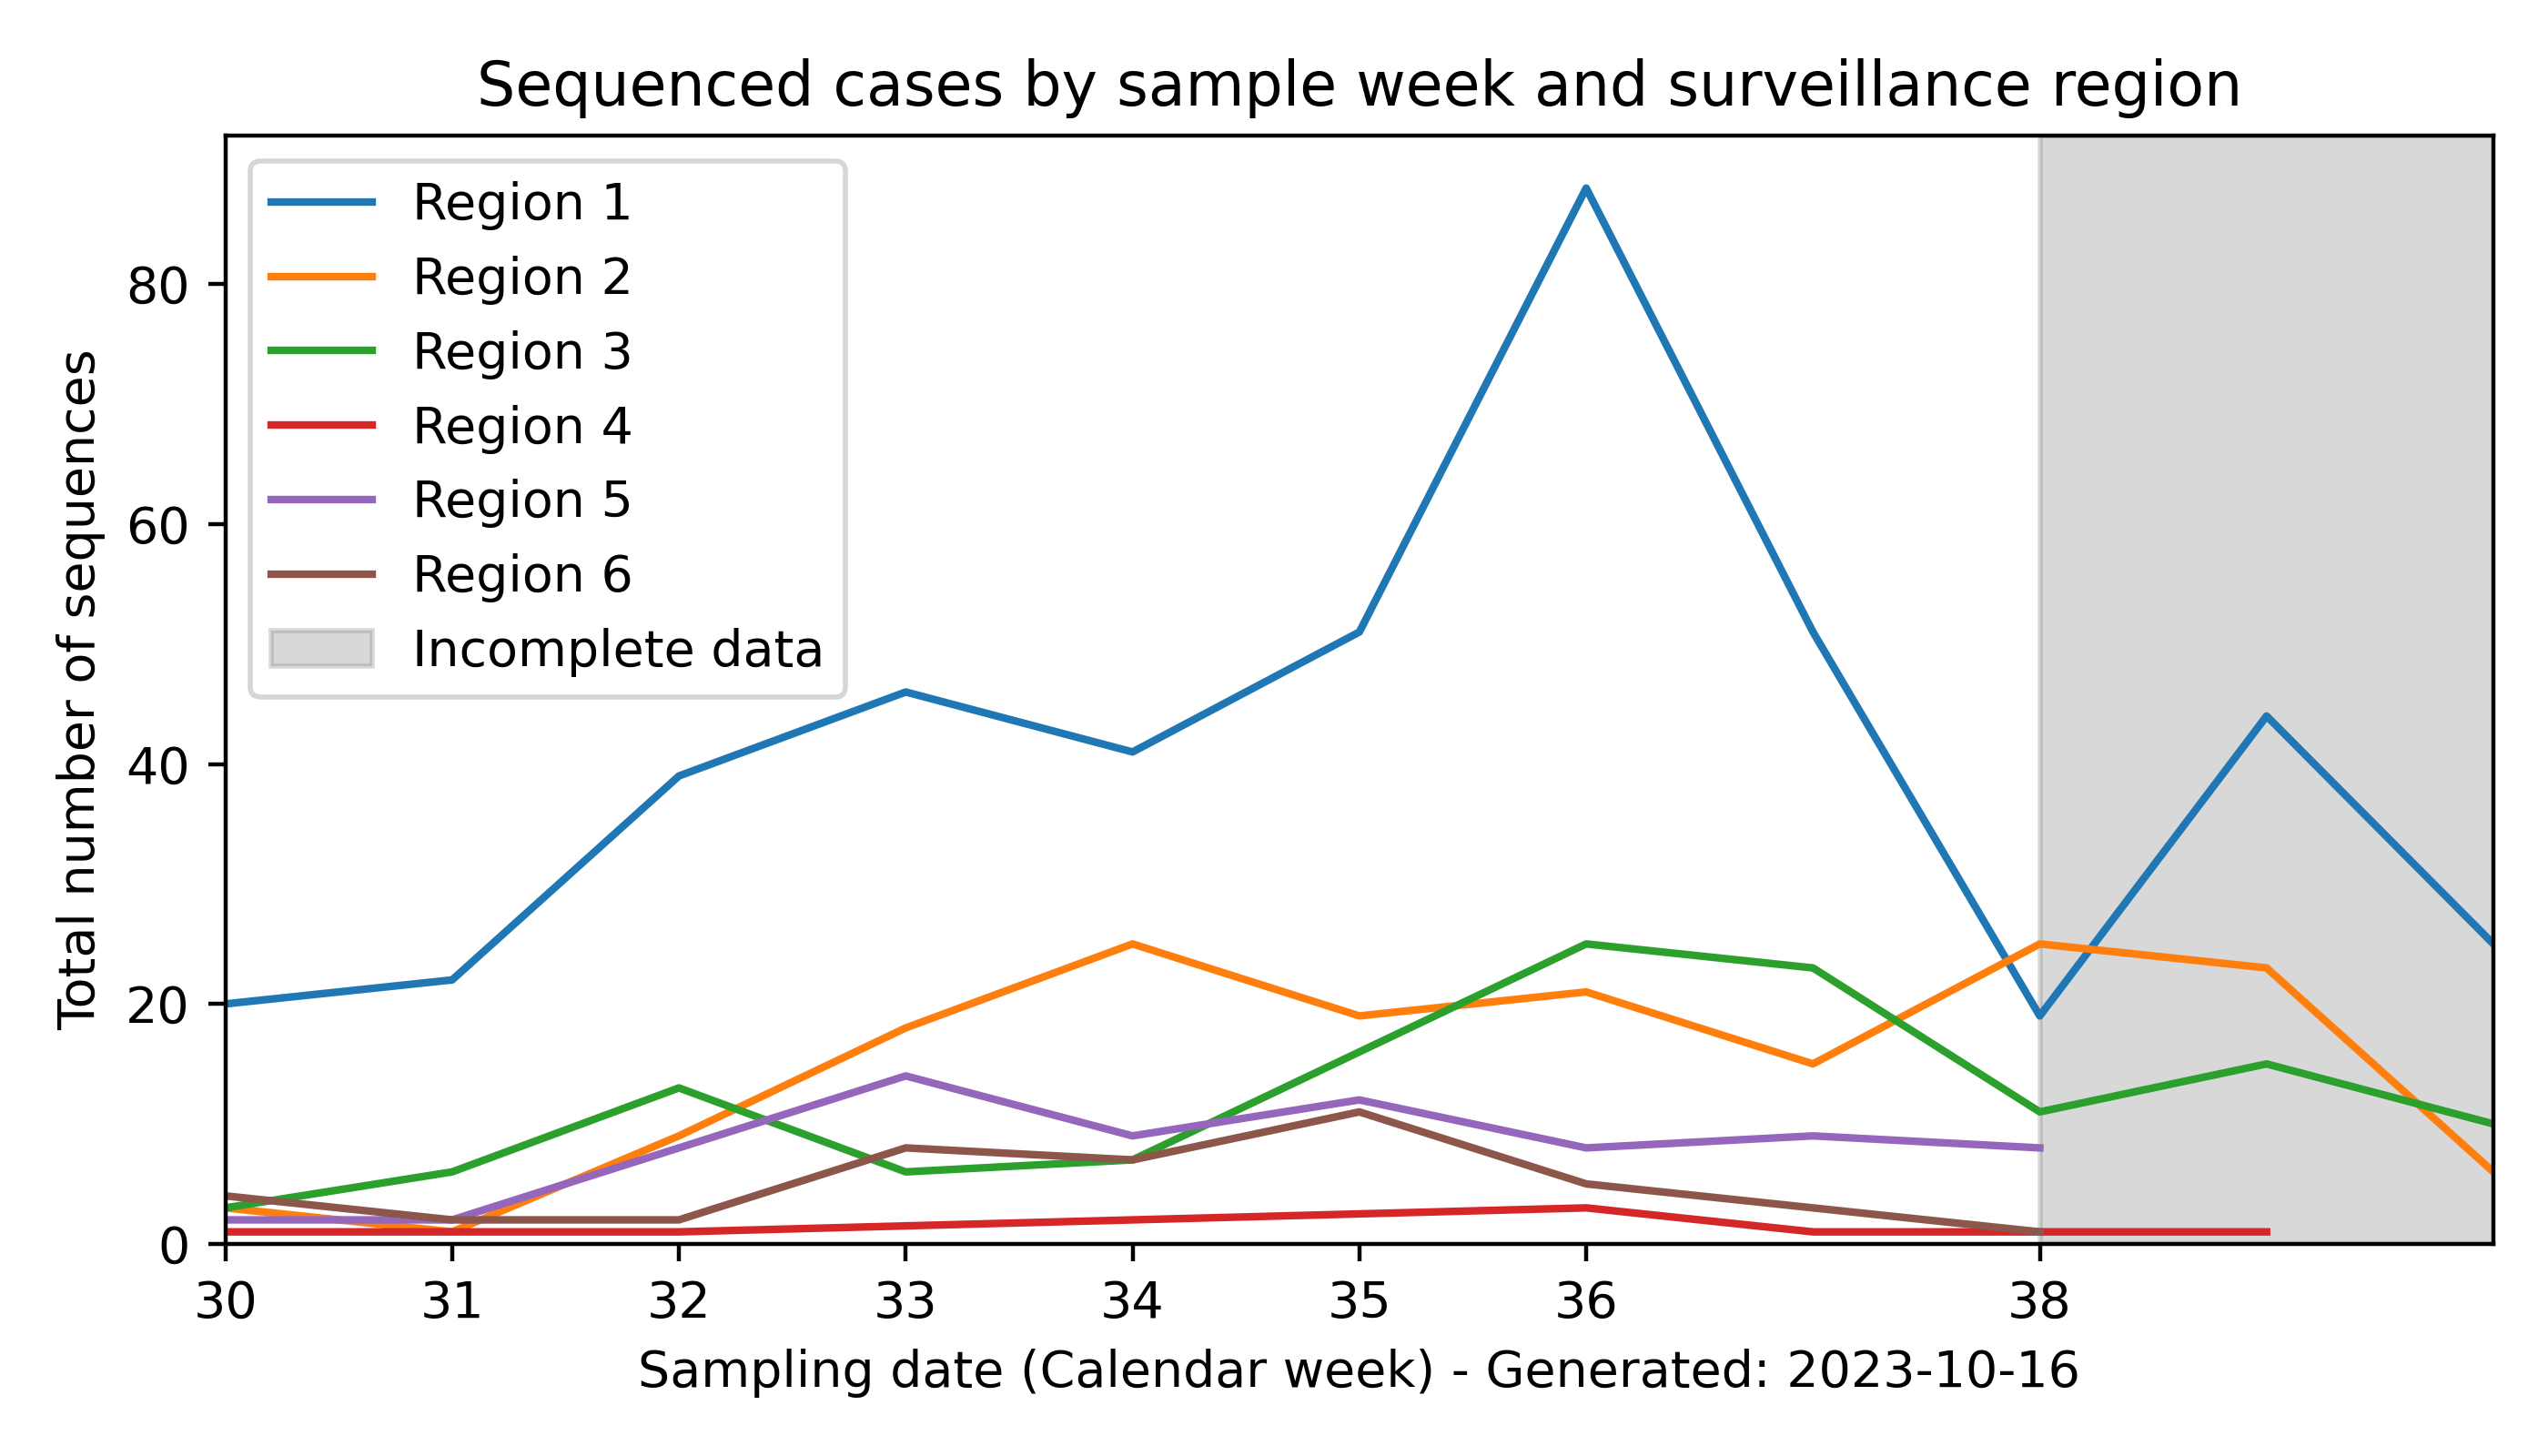 Sequenced cases by sample week and surveillance region
Region 1
Region 2
Region 3
Region 4
Region 5
Region 6
Incomplete data
Total number of sequences
80
60
40
20
0
30 31 32 33 34 35 36 38
Sampling date (Calendar week) - Generated: 2023-10-16